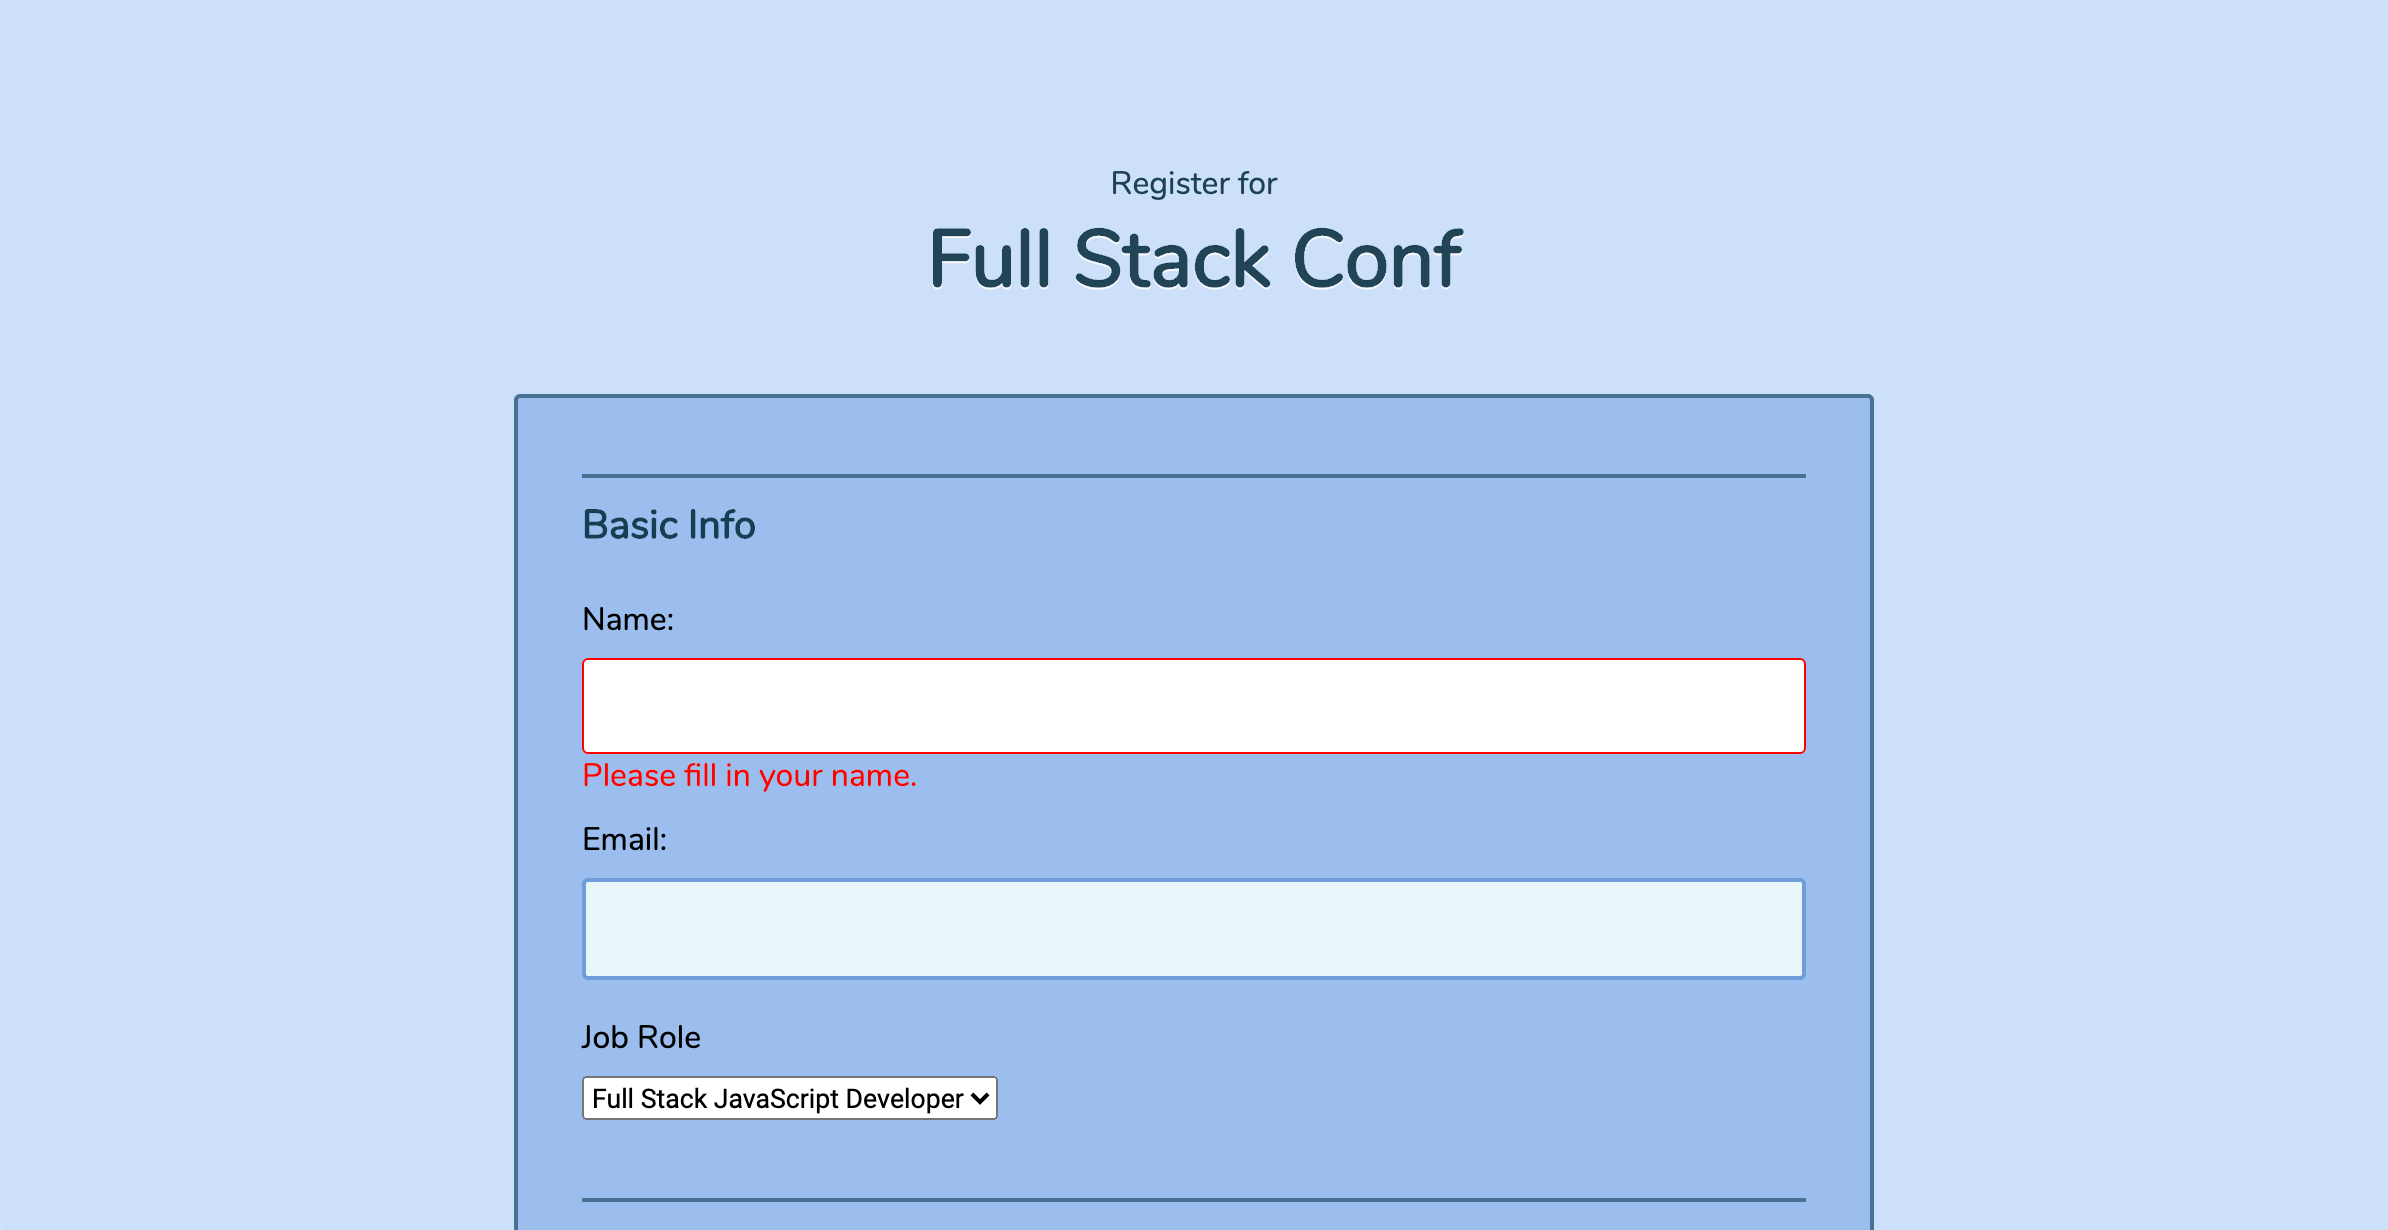 Register for
Full Stack Conf
Basic Info
Name:
Please fill in your name.
Email:
Job Role
Full Stack JavaScript Developer